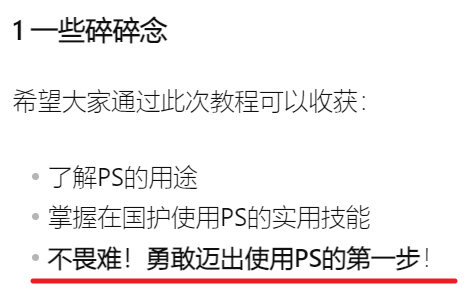 1 一些碎碎念
希望大家通过此次教程可以收获：
• 了解PS的用途
• 掌握在国护使用PS的实用技能
• 不畏难！勇敢迈出使用PS的第一步！